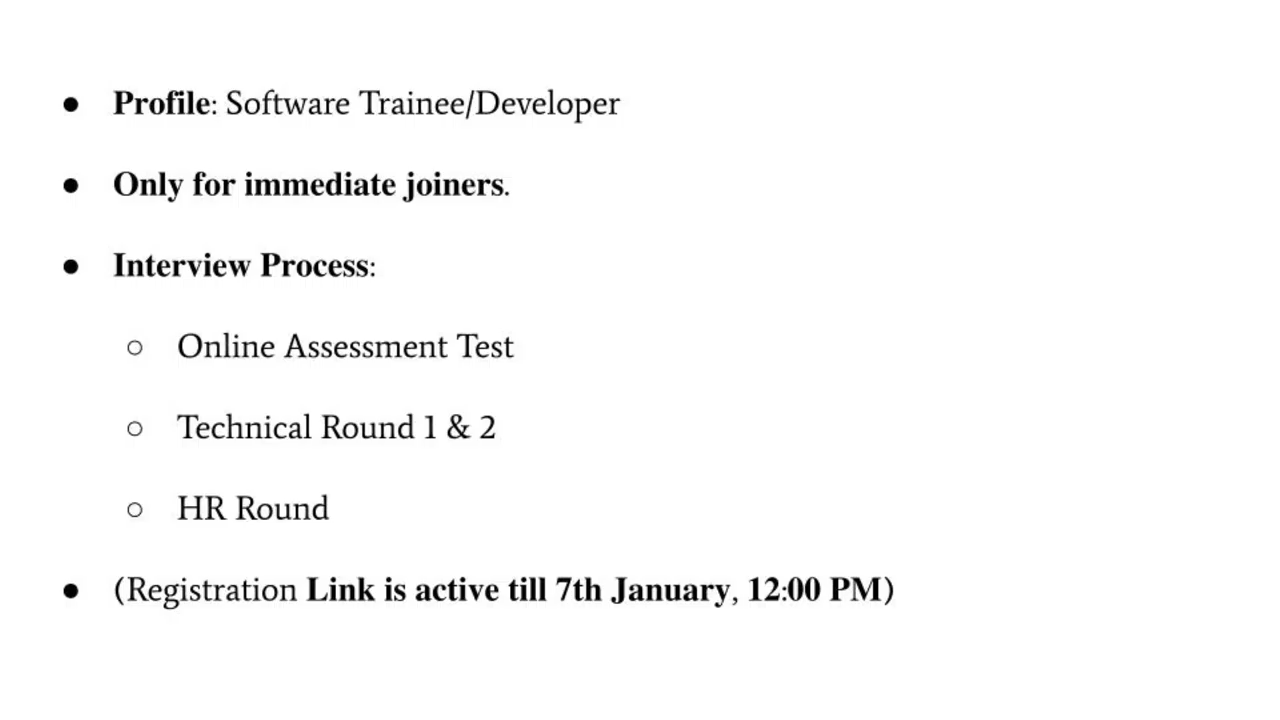 ● Profile: Software Trainee/Developer
● Only for immediate joiners.
● Interview Process:
○ Online Assessment Test
○ Technical Round 1 & 2
○ HR Round
● (Registration Link is active till 7th January, 12:00 PM)